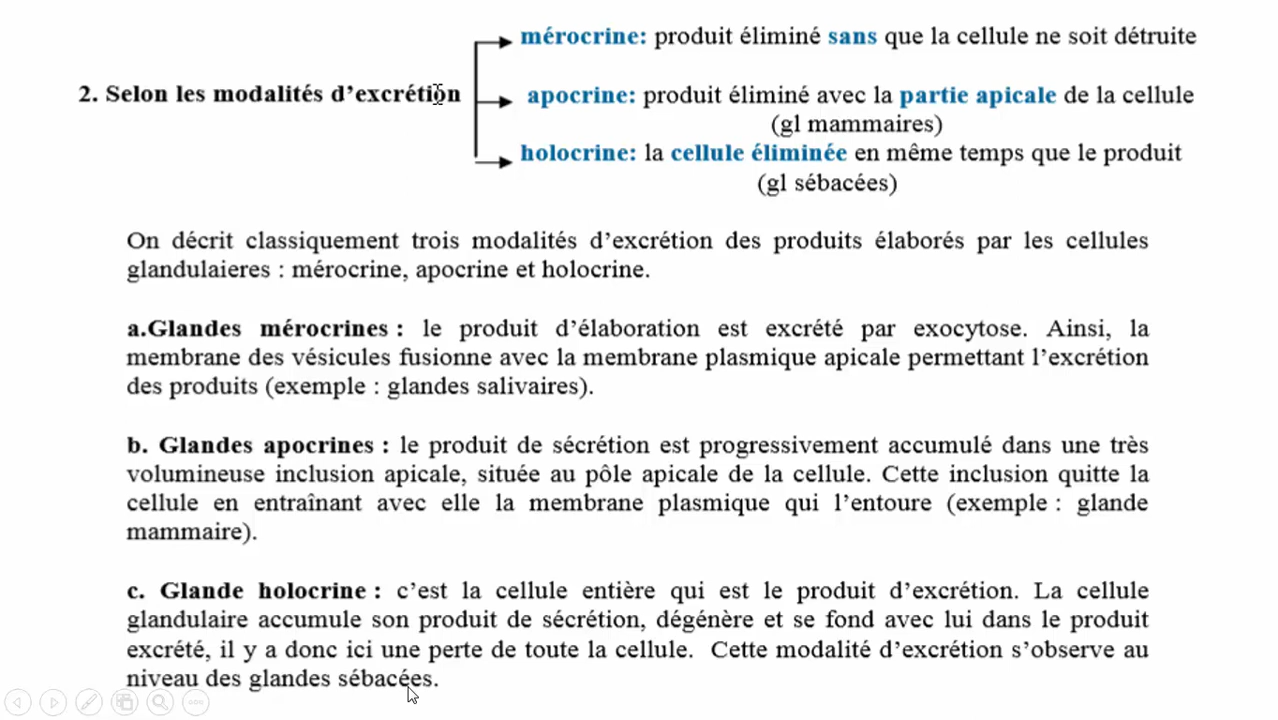 mérocrine: produit éliminé sans que la cellule ne soit détruite
2. Selon les modalités d’excrétion
apocrine: produit éliminé avec la partie apicale de la cellule
(gl mammaires)
holocrine: la cellule éliminée en même temps que le produit
(gl sébacées)
On décrit classiquement trois modalités d’excrétion des produits élaborés par les cellules
glandulaieres : mérocrine, apocrine et holocrine.
a.Glandes mérocrines : le produit d’élaboration est excrété par exocytose. Ainsi, la
membrane des vésicules fusionne avec la membrane plasmique apicale permettant l’excrétion
des produits (exemple : glandes salivaires).
b. Glandes apocrines : le produit de sécrétion est progressivement accumulé dans une très
volumineuse inclusion apicale, située au pôle apicale de la cellule. Cette inclusion quitte la
cellule en entraînant avec elle la membrane plasmique qui l’entoure (exemple : glande
mammaire).
c. Glande holocrine : c’est la cellule entière qui est le produit d’excrétion. La cellule
glandulaire accumule son produit de sécrétion, dégénère et se fond avec lui dans le produit
excrété, il y a donc ici une perte de toute la cellule. Cette modalité d’excrétion s’observe au
niveau des glandes sébacées.